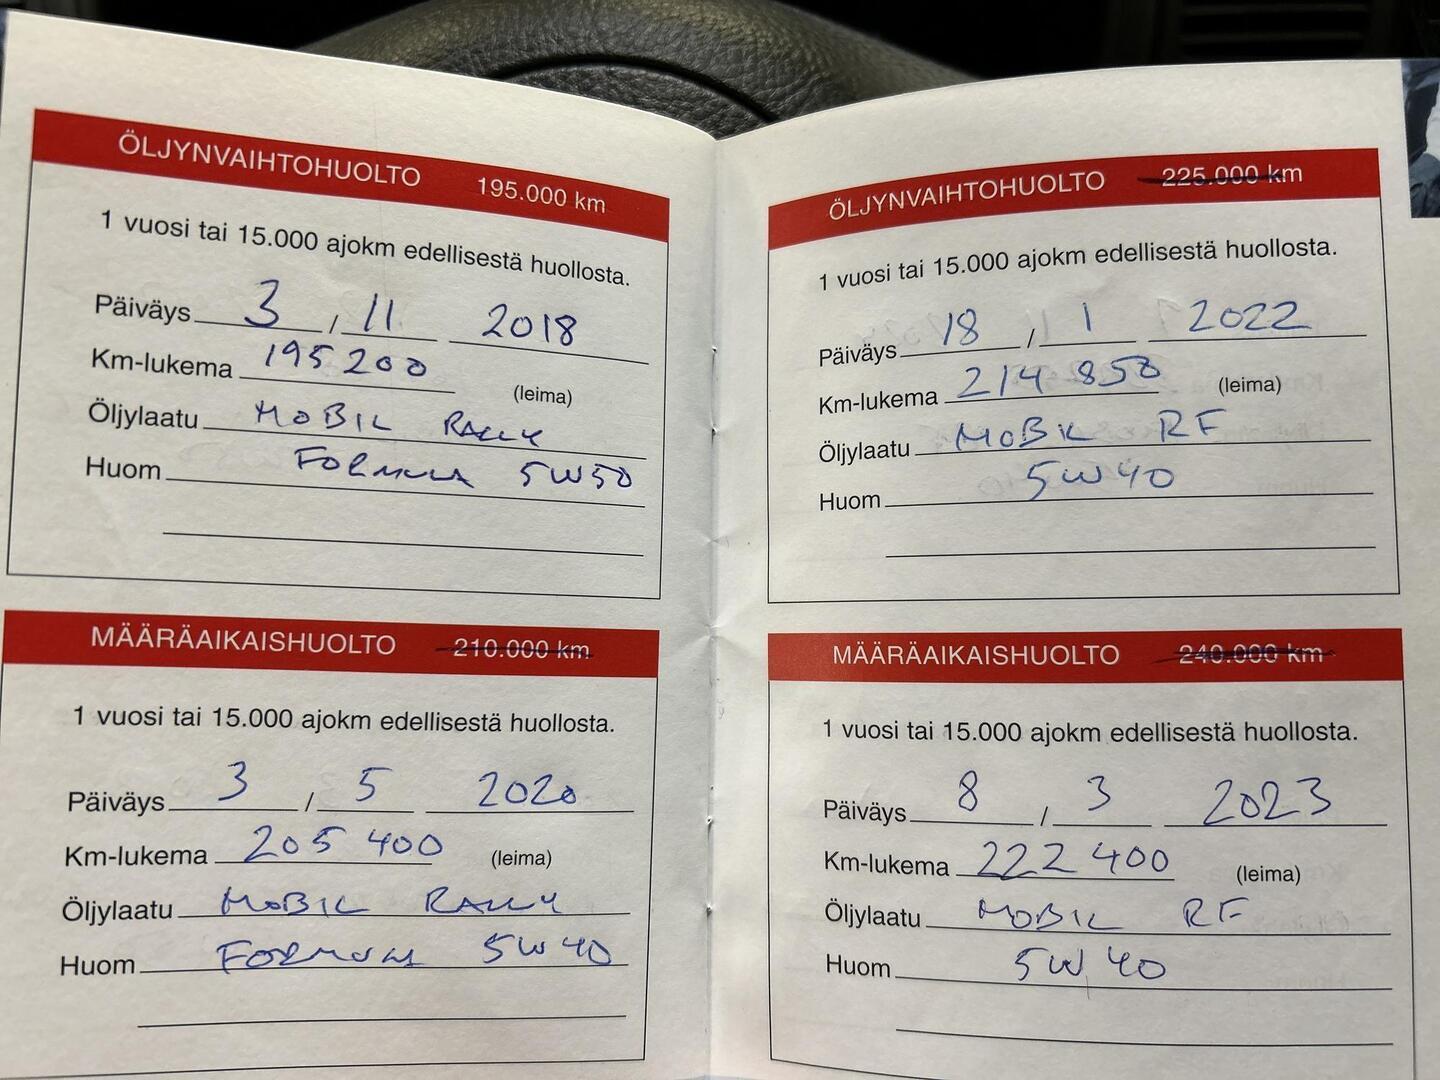 ÖLJYNVAIHTOHUOLTO 195.000 km
1 vuosi tai 15.000 ajokm edellisestä huollosta.
Päiväys 3 / 11 2018
Km-lukema 195 200 (leima)
Öljylaatu MOBIL RALLY
Huom FORMULA 5W50
MÄÄRÄAIKAISHUOLTO 210.000 km
1 vuosi tai 15.000 ajokm edellisestä huollosta.
Päiväys 3 / 5 2020
Km-lukema 205 400 (leima)
Öljylaatu MOBIL RALLY
Huom FORMULA 5W40
ÖLJYNVAIHTOHUOLTO 225.000 km
1 vuosi tai 15.000 ajokm edellisestä huollosta.
Päiväys 18 / 1 2022
Km-lukema 214 850 (leima)
Öljylaatu MOBIL RF
Huom 5W40
MÄÄRÄAIKAISHUOLTO 240.000 km
1 vuosi tai 15.000 ajokm edellisestä huollosta.
Päiväys 8 / 3 2023
Km-lukema 222 400 (leima)
Öljylaatu MOBIL RF
Huom 5W40